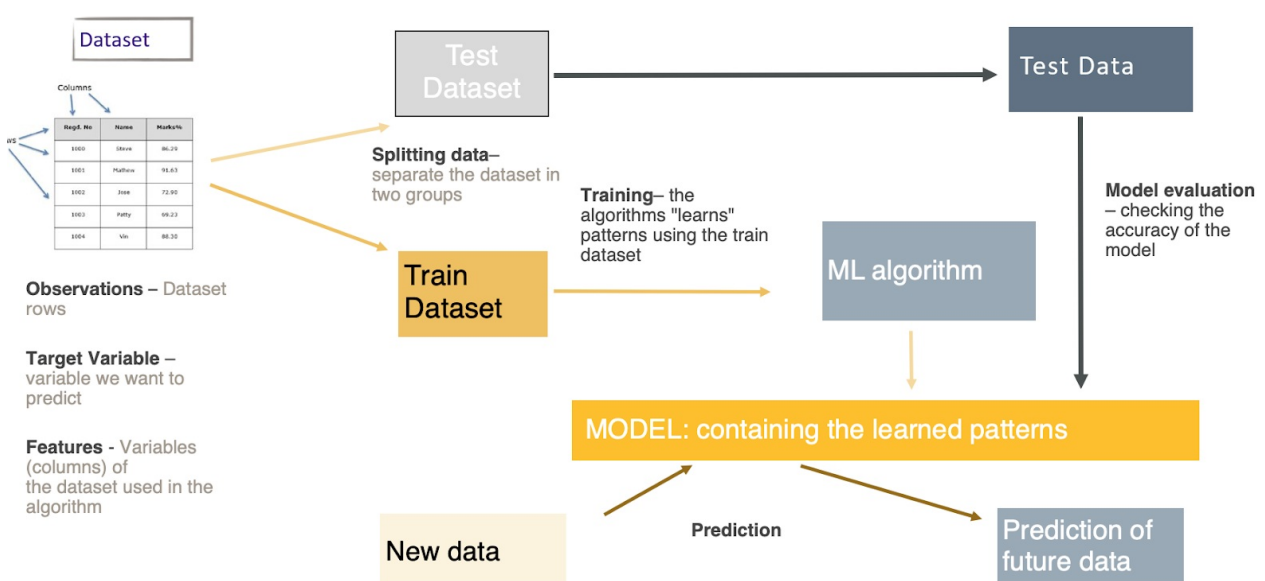 Dataset
Columns
Regd. No Name Marks%
1000 Steve 86.29
1001 Mathew 91.63
1002 Jose 72.90
1003 Patty 69.23
1004 Vin 88.30
Observations – Dataset
rows
Target Variable –
variable we want to
predict
Features - Variables
(columns) of
the dataset used in the
algorithm
Test
Dataset
Splitting data–
separate the dataset in
two groups
Train
Dataset
Training– the
algorithms "learns"
patterns using the train
dataset
ML algorithm
Test Data
Model evaluation
– checking the
accuracy of the
model
MODEL: containing the learned patterns
New data
Prediction
Prediction of
future data